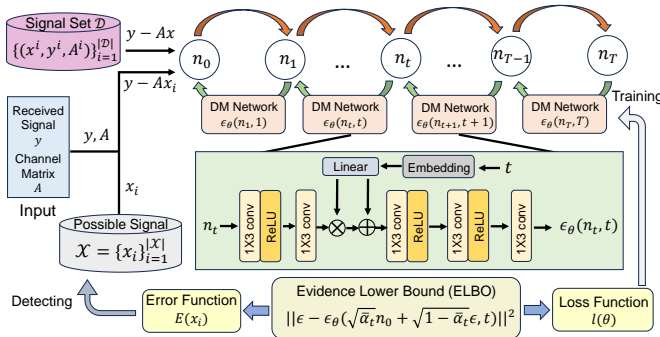 Signal Set 𝒟
{(x^i, y^i, A^i)}_{i=1}^{|𝒟|}
y − Ax
y − Ax_i
n_0
n_1
...
n_t
...
n_{T−1}
n_T
DM Network
ϵ_θ(n_1, 1)
DM Network
ϵ_θ(n_t, t)
DM Network
ϵ_θ(n_{t+1}, t + 1)
DM Network
ϵ_θ(n_T, T)
Training
Received
Signal
y
Channel
Matrix
A
Input
y, A
x_i
Possible Signal
𝒳 = {x_i}_{i=1}^{|𝒳|}
Linear
Embedding
t
n_t
1X3 conv
ReLU
1X3 conv
1X3 conv
ReLU
1X3 conv
ReLU
1X3 conv
ϵ_θ(n_t, t)
Detecting
Error Function
E(x_i)
Evidence Lower Bound (ELBO)
||ϵ − ϵ_θ(√ᾱ_t n_0 + √(1 − ᾱ_t) ϵ, t)||^2
Loss Function
l(θ)